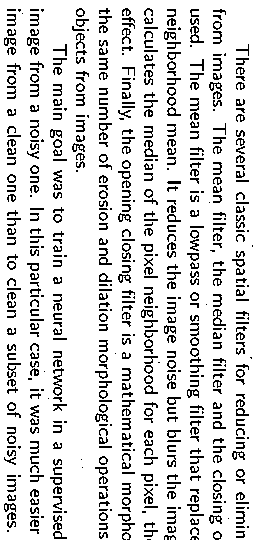 There are several classic spatial filters for reducing or elimin
from images. The mean filter, the median filter and the closing o
used. The mean filter is a lowpass or smoothing filter that replace
neighborhood mean. It reduces the image noise but blurs the imag
calculates the median of the pixel neighborhood for each pixel, th
effect. Finally, the opening closing filter is a mathematical morpho
the same number of erosion and dilation morphological operations
objects from images.
The main goal was to train a neural network in a supervised
image from a noisy one. In this particular case, it was much easier
image from a clean one than to clean a subset of noisy images.